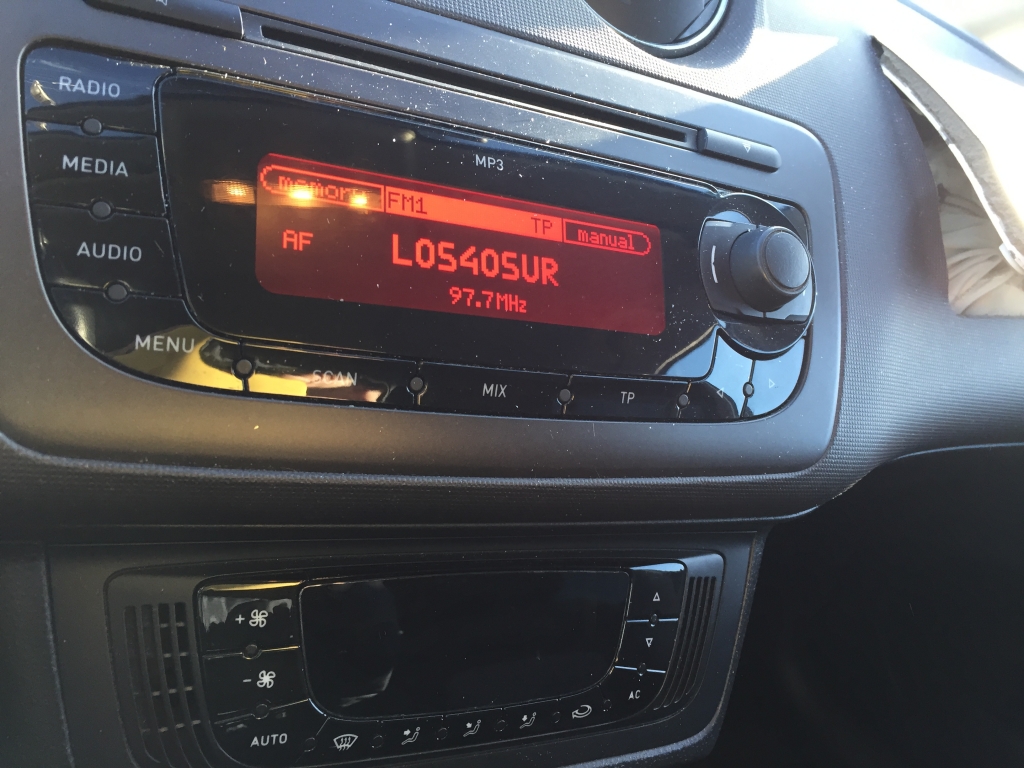 RADIO
MEDIA
AUDIO
MENU
MP3
memory FM1 TP manual
AF LOS40SUR
97.7MHz
SCAN MIX TP
+
-
AUTO
AC